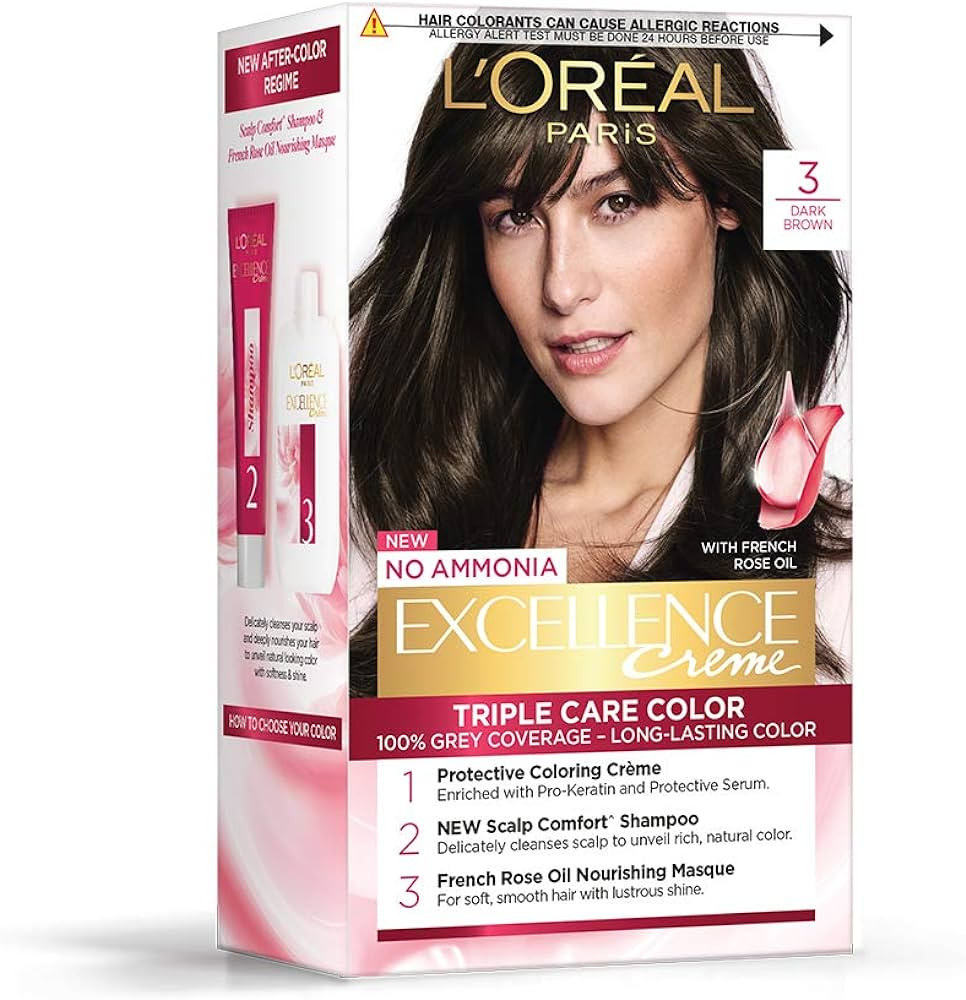 HAIR COLORANTS CAN CAUSE ALLERGIC REACTIONS
ALLERGY ALERT TEST MUST BE DONE 24 HOURS BEFORE USE
L'ORÉAL
PARiS
3
DARK
BROWN
WITH FRENCH
ROSE OIL
NEW
NO AMMONIA
EXCELLENCE
Crème
TRIPLE CARE COLOR
100% GREY COVERAGE – LONG-LASTING COLOR
1
Protective Coloring Crème
Enriched with Pro-Keratin and Protective Serum.
2
NEW Scalp Comfort^ Shampoo
Delicately cleanses scalp to unveil rich, natural color.
3
French Rose Oil Nourishing Masque
For soft, smooth hair with lustrous shine.
NEW AFTER-COLOR
REGIME
Scalp Comfort^ Shampoo &
French Rose Oil Nourishing Masque
L'ORÉAL
PARIS
EXCELLENCE
Crème
Shampoo
2
L'ORÉAL
PARIS
EXCELLENCE
Crème
3
Delicately cleanses your scalp
and deeply nourishes your hair
to unveil natural looking color
with softness & shine.
HOW TO CHOOSE YOUR COLOR